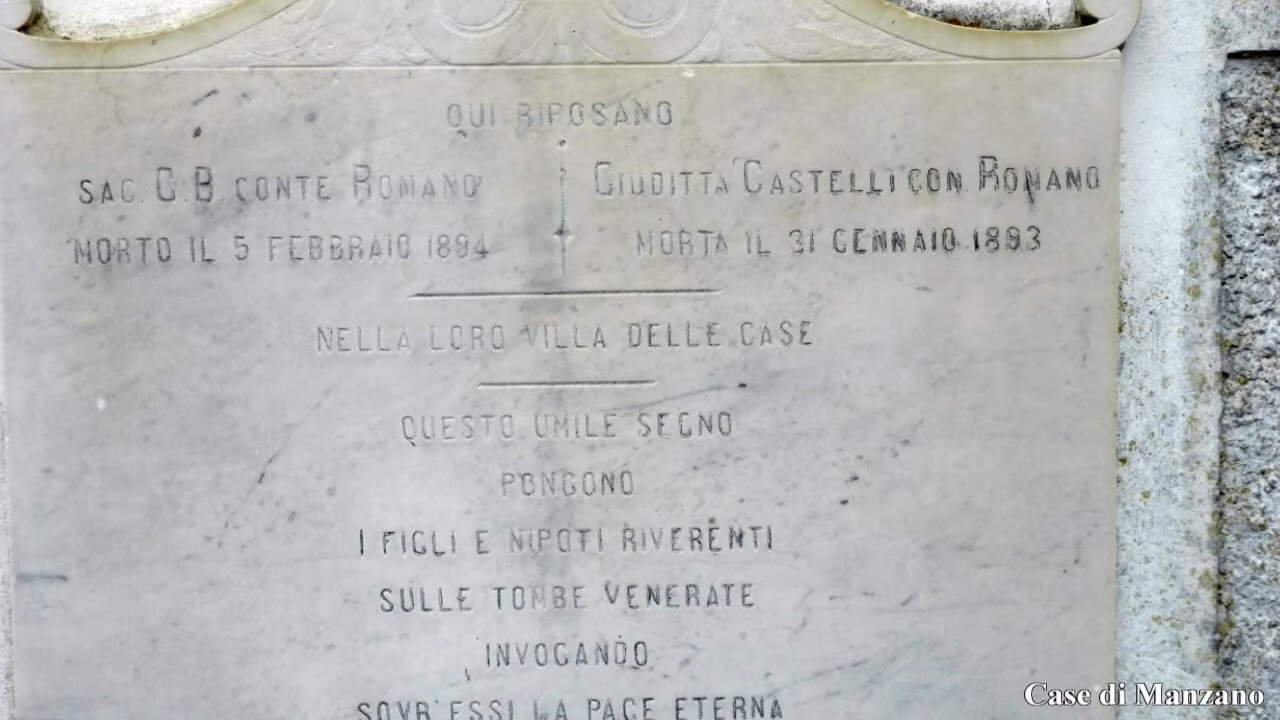 QUI RIPOSANO
SAC. G. B. CONTE ROMANO
MORTO IL 5 FEBBRAIO 1894
GIUDITTA CASTELLI CON. ROMANO
MORTA IL 31 GENNAIO 1893
NELLA LORO VILLA DELLE CASE
QUESTO UMILE SEGNO
PONGONO
I FIGLI E NIPOTI RIVERENTI
SULLE TOMBE VENERATE
INVOCANDO
SOVR'ESSI LA PACE ETERNA
Case di Manzano